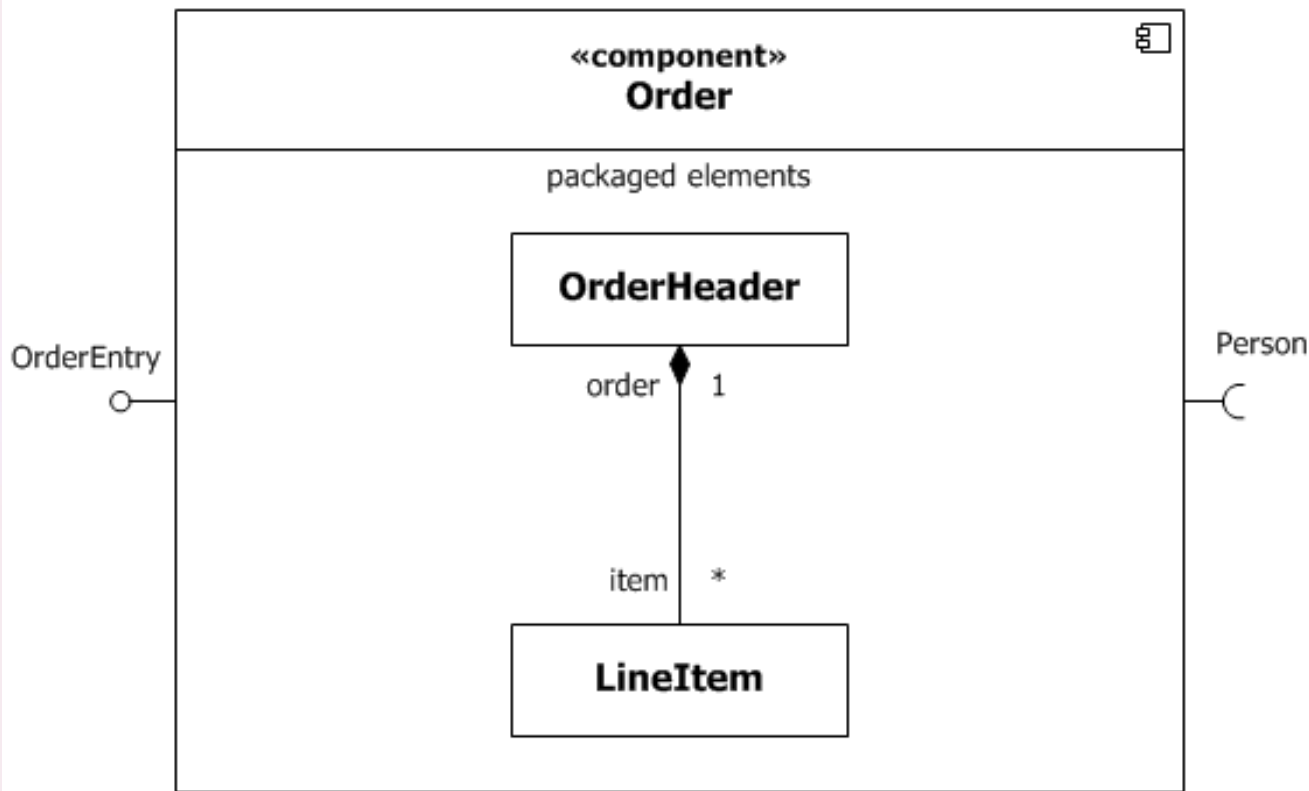 «component»
Order
packaged elements
OrderHeader
OrderEntry
Person
order 1
item *
LineItem